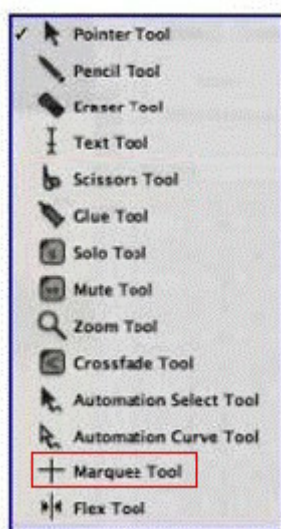 Pointer Tool
Pencil Tool
Eraser Tool
Text Tool
Scissors Tool
Glue Tool
Solo Tool
Mute Tool
Zoom Tool
Crossfade Tool
Automation Select Tool
Automation Curve Tool
Marquee Tool
Flex Tool